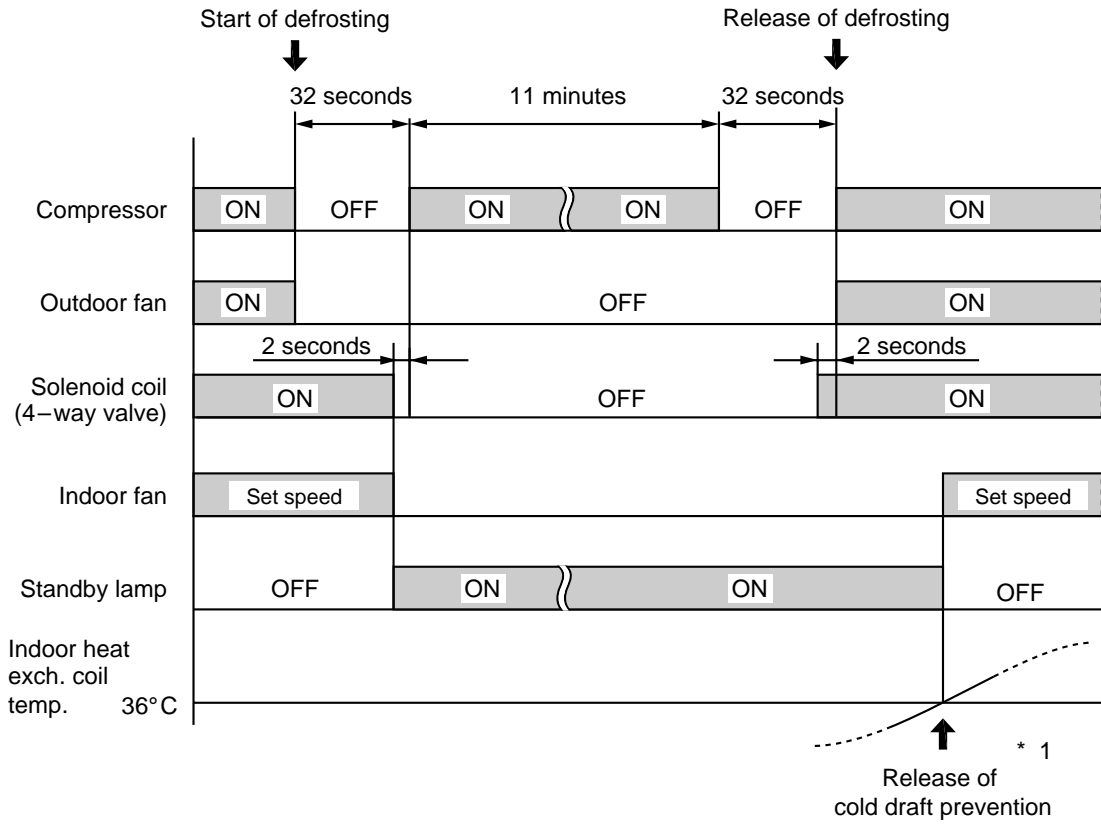 Start of defrosting
Release of defrosting
32 seconds
11 minutes
32 seconds
Compressor
ON
OFF
ON
ON
OFF
ON
Outdoor fan
ON
OFF
ON
2 seconds
2 seconds
Solenoid coil
(4−way valve)
ON
OFF
ON
Indoor fan
Set speed
Set speed
Standby lamp
OFF
ON
ON
OFF
Indoor heat
exch. coil
temp.
36°C
* 1
Release of
cold draft prevention